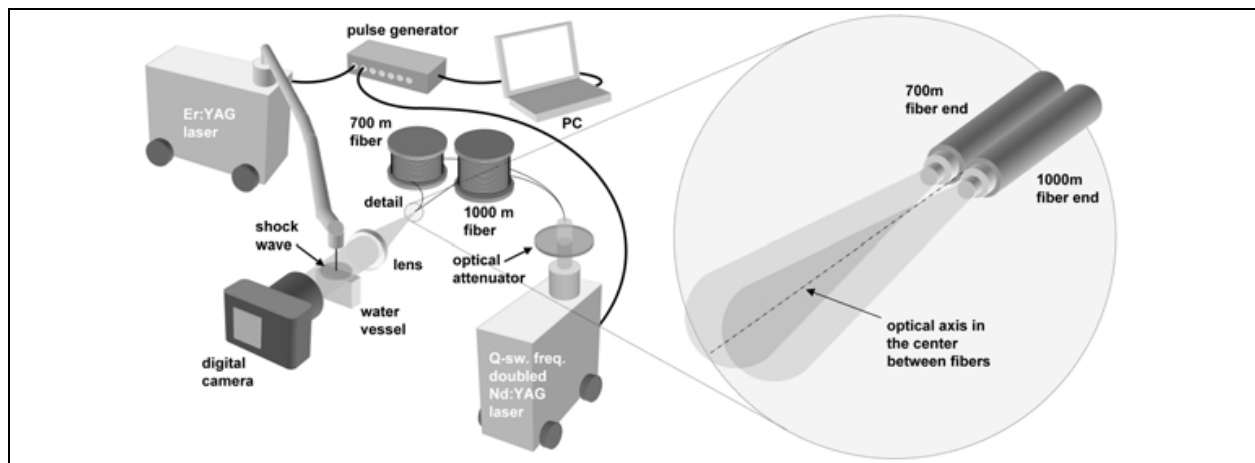 pulse generator
Er:YAG
laser
PC
700 m
fiber
1000 m
fiber
detail
shock
wave
lens
optical
attenuator
water
vessel
digital
camera
Q-sw. freq.
doubled
Nd:YAG
laser
700m
fiber end
1000m
fiber end
optical axis in
the center
between fibers